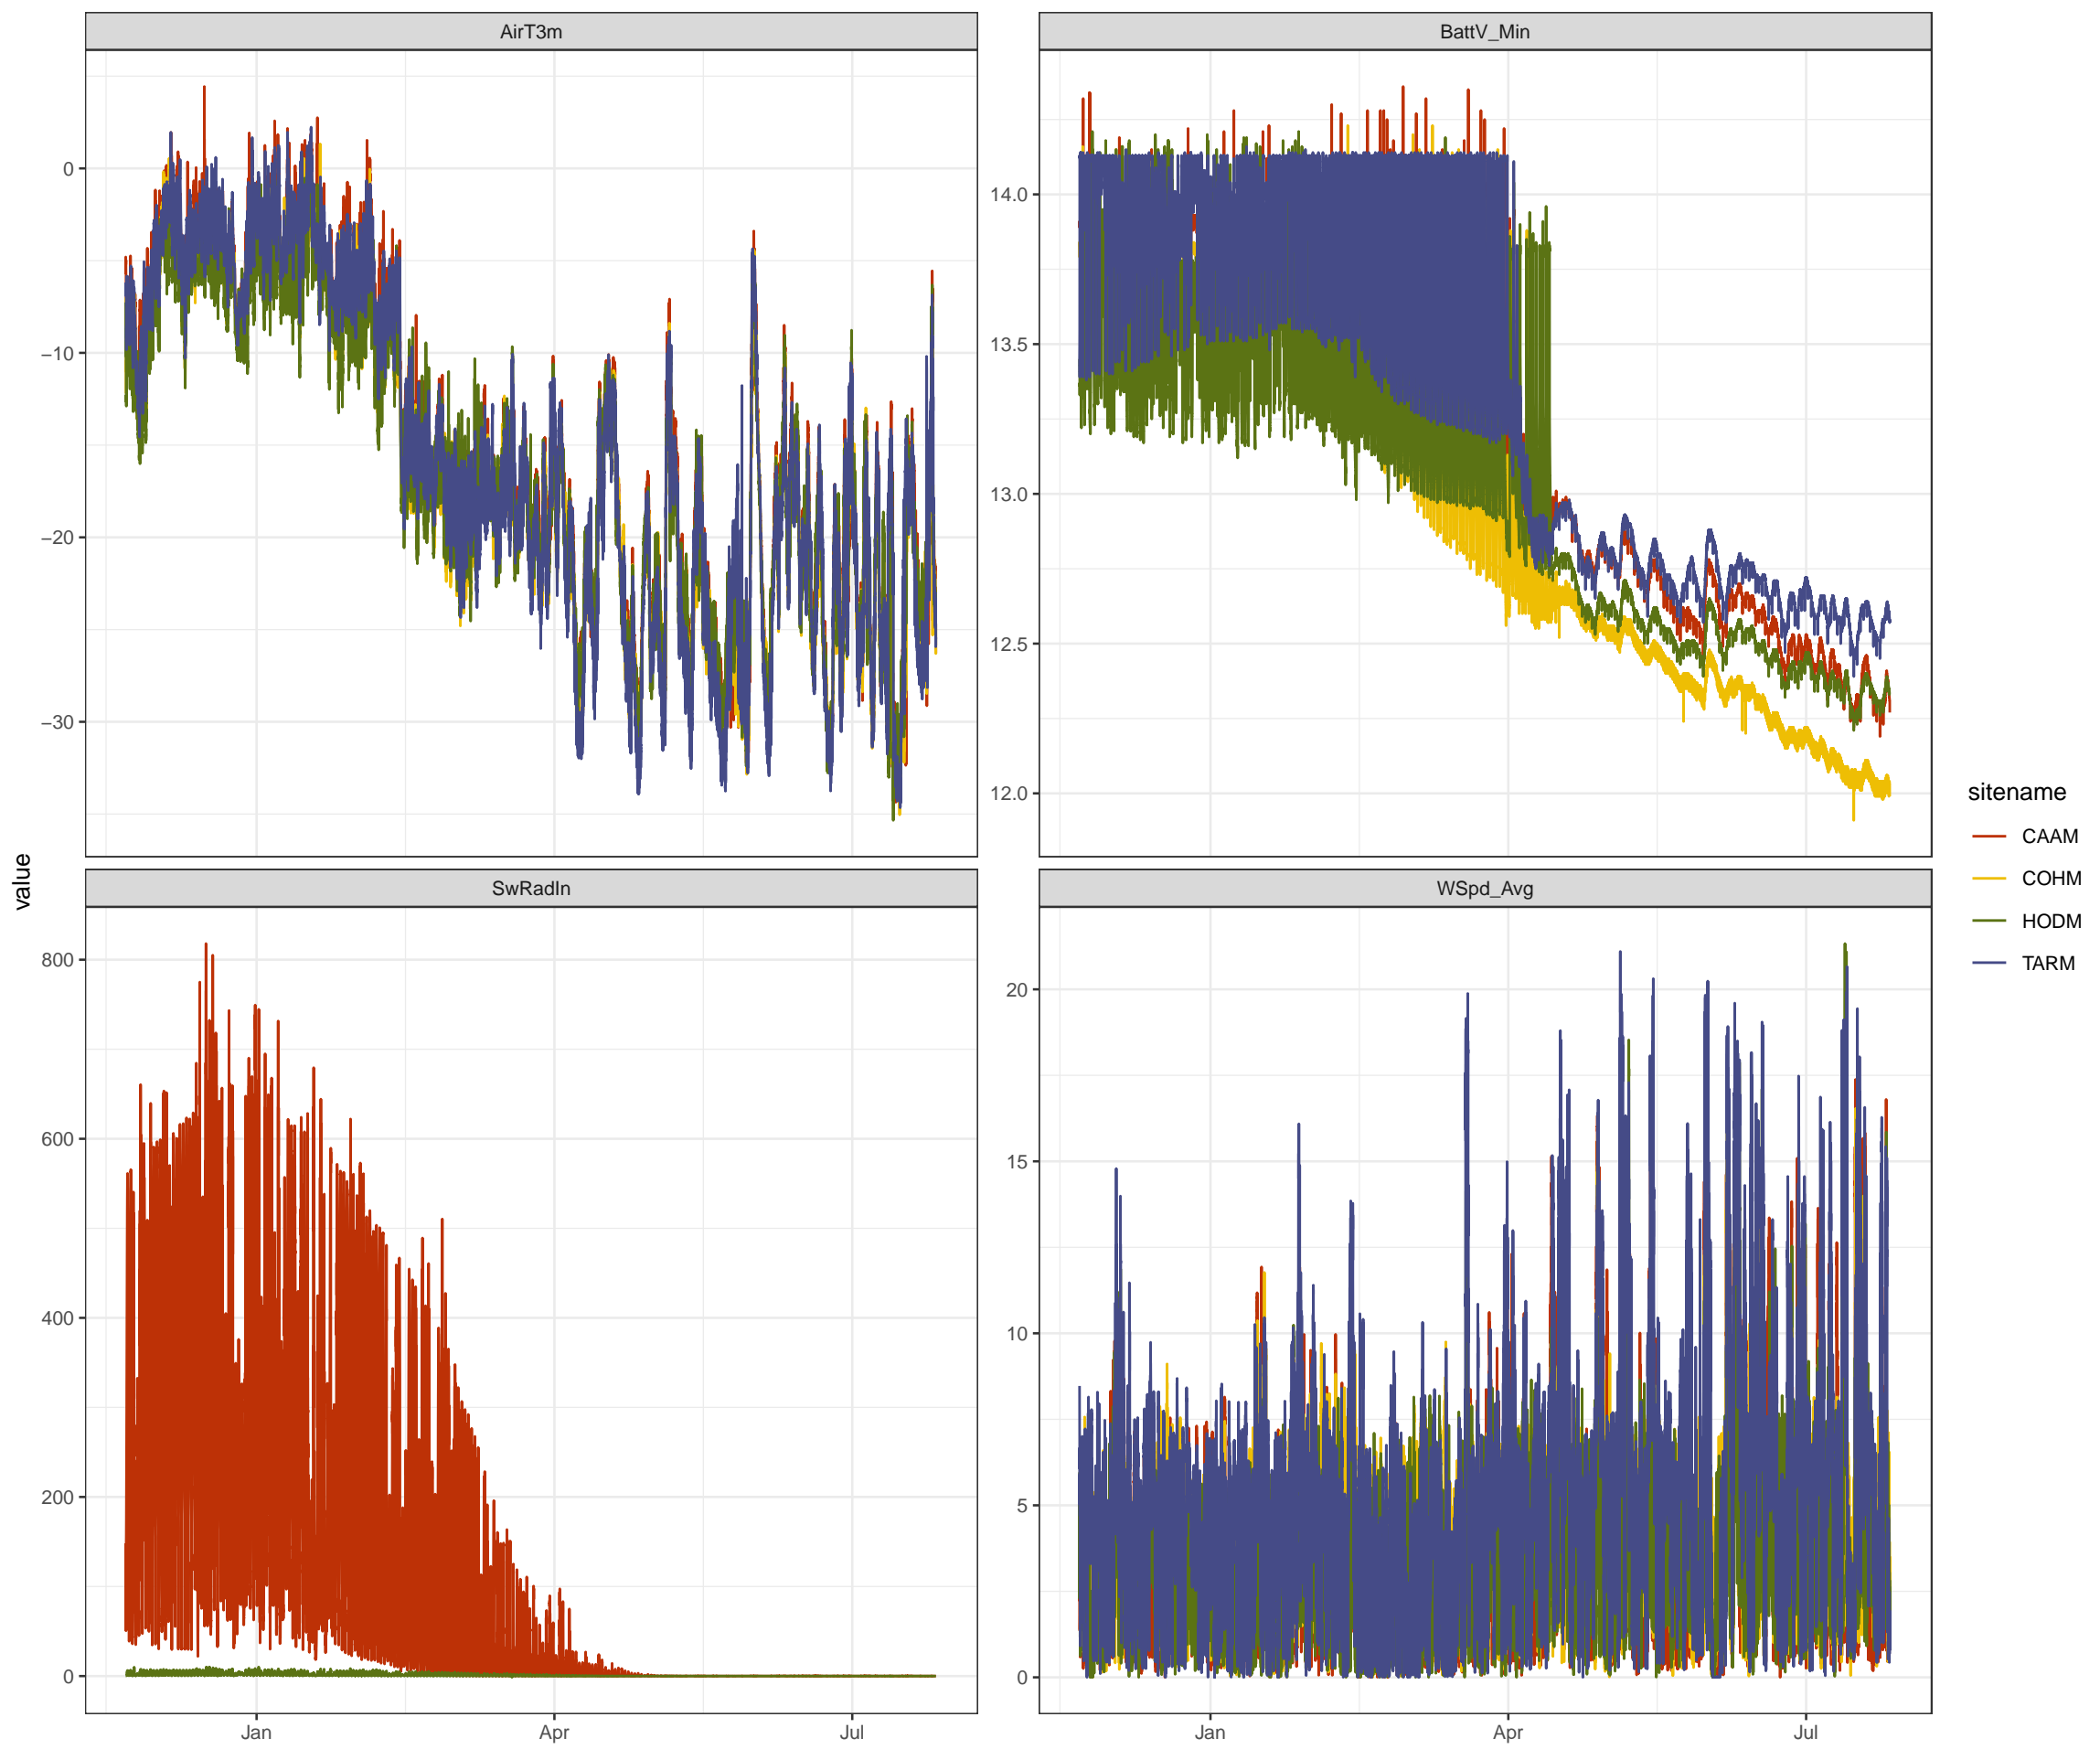 AirT3m
BattV_Min
0
−10
−20
−30
14.0
13.5
13.0
12.5
12.0
value
SwRadIn
WSpd_Avg
800
600
400
200
0
20
15
10
5
0
Jan Apr Jul
Jan Apr Jul
sitename
CAAM
COHM
HODM
TARM